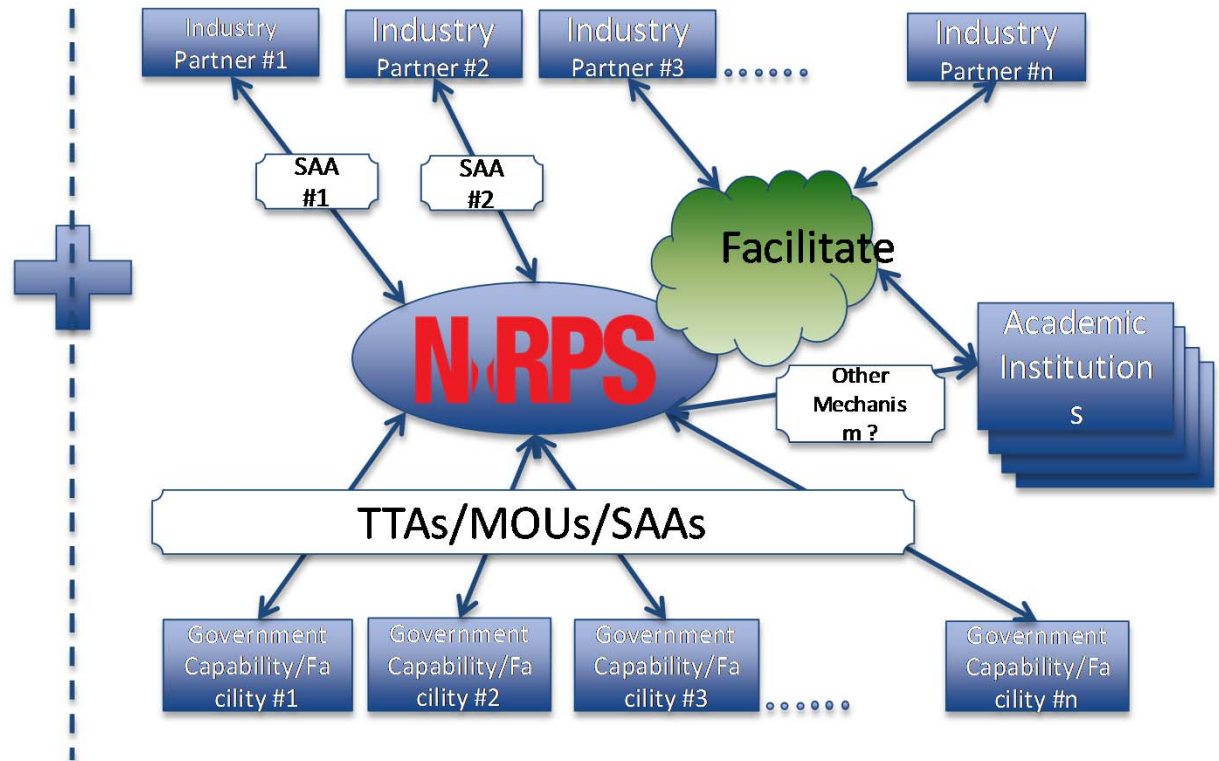 Industry
Partner #1
Industry
Partner #2
Industry
Partner #3
Industry
Partner #n
SAA
#1
SAA
#2
Facilitate
NRPS
Academic
Institution
s
Other
Mechanis
m ?
TTAs/MOUs/SAAs
Government
Capability/Fa
cility #1
Government
Capability/Fa
cility #2
Government
Capability/Fa
cility #3
Government
Capability/Fa
cility #n